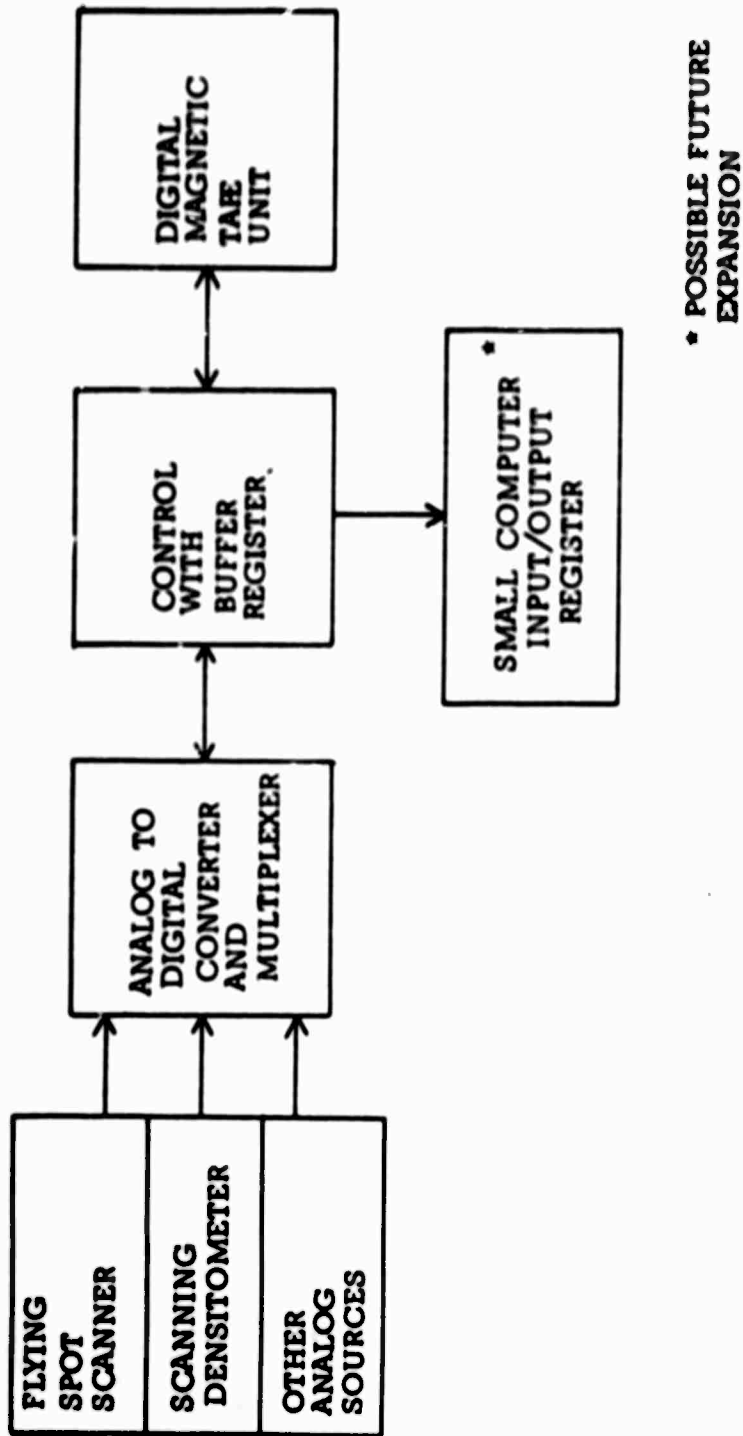 FLYING
SPOT
SCANNER
SCANNING
DENSITOMETER
OTHER
ANALOG
SOURCES
ANALOG TO
DIGITAL
CONVERTER
AND
MULTIPLEXER
CONTROL
WITH
BUFFER
REGISTER.
DIGITAL
MAGNETIC
TAPE
UNIT
SMALL COMPUTER *
INPUT/OUTPUT
REGISTER
* POSSIBLE FUTURE
EXPANSION